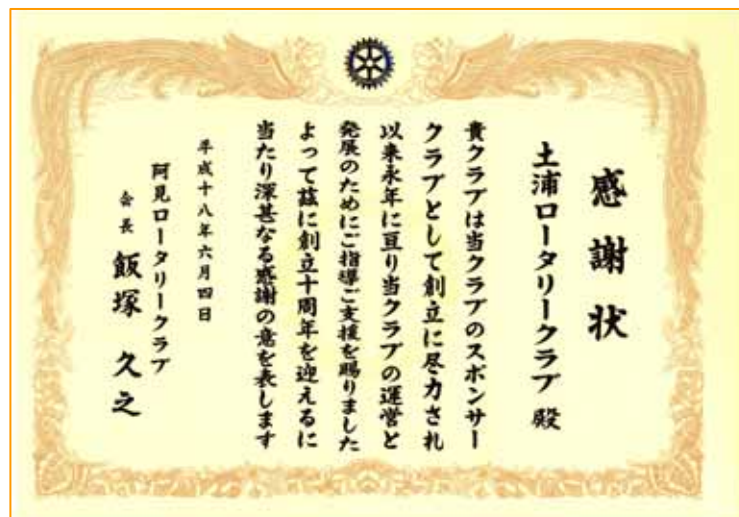 感謝状
土浦ロータリークラブ 殿
貴クラブは当クラブのスポンサー
クラブとして創立に尽力され
以来永年に亘り当クラブの運営と
発展のためにご指導ご支援を賜りました
よって茲に創立十周年を迎えるに
当たり深甚なる感謝の意を表します
平成十八年六月四日
阿見ロータリークラブ
会長 飯塚 久之